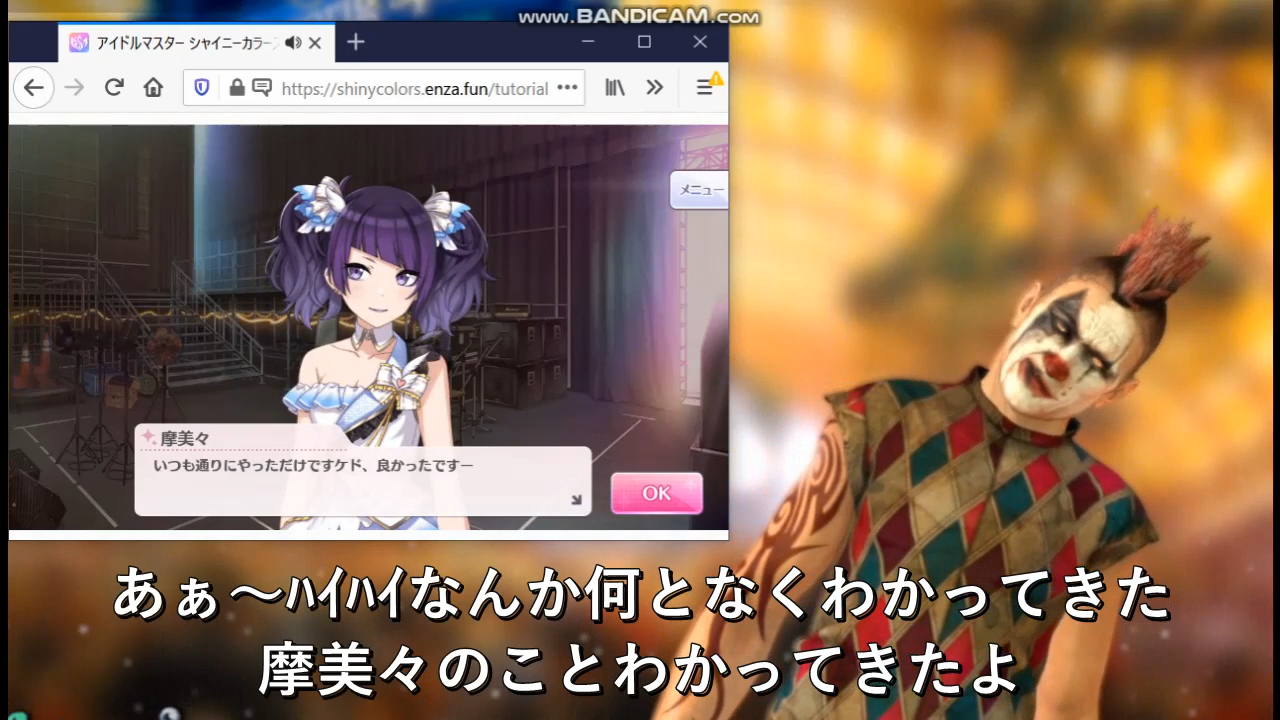 www.BANDICAM.com
アイドルマスター シャイニーカラー
https://shinycolors.enza.fun/tutorial
メニュー
摩美々
いつも通りにやっただけですケド、良かったですー
OK
あぁ～ﾊｲﾊｲなんか何となくわかってきた
摩美々のことわかってきたよ